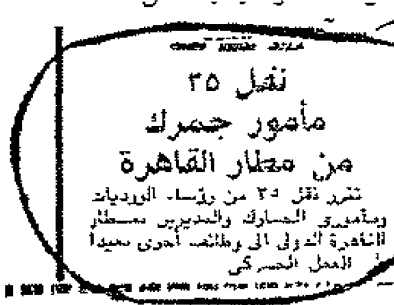 نقل ٣٥
مأمور جمرك
من مطار القاهرة
تقرر نقل ٣٥ من رؤساء الورديات
ومأموري الجمارك والمديرين بمطار
القاهرة الدولي الى وظائف أخرى بعيدا
العمل الجمركي